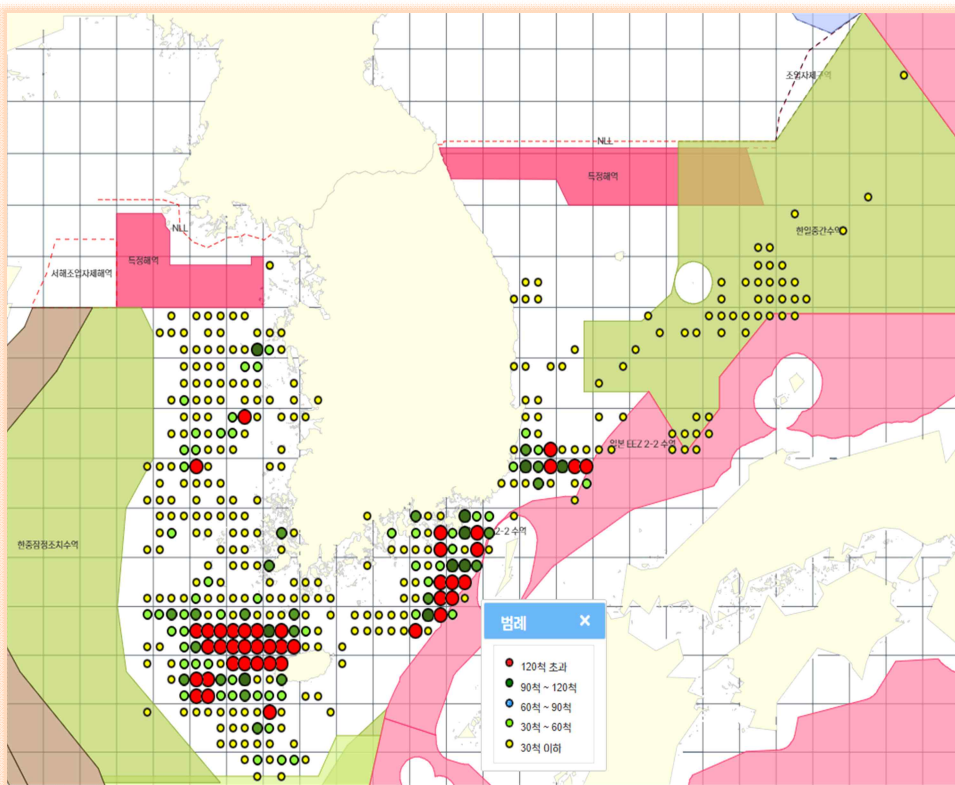 조업자제구역
NLL
특정해역
NLL
한일중간수역
특정해역
서해조업자제해역
일본 EEZ 2-2 수역
2-2 수역
한중잠정조치수역
범례 ×
120척 초과
90척 ~ 120척
60척 ~ 90척
30척 ~ 60척
30척 이하